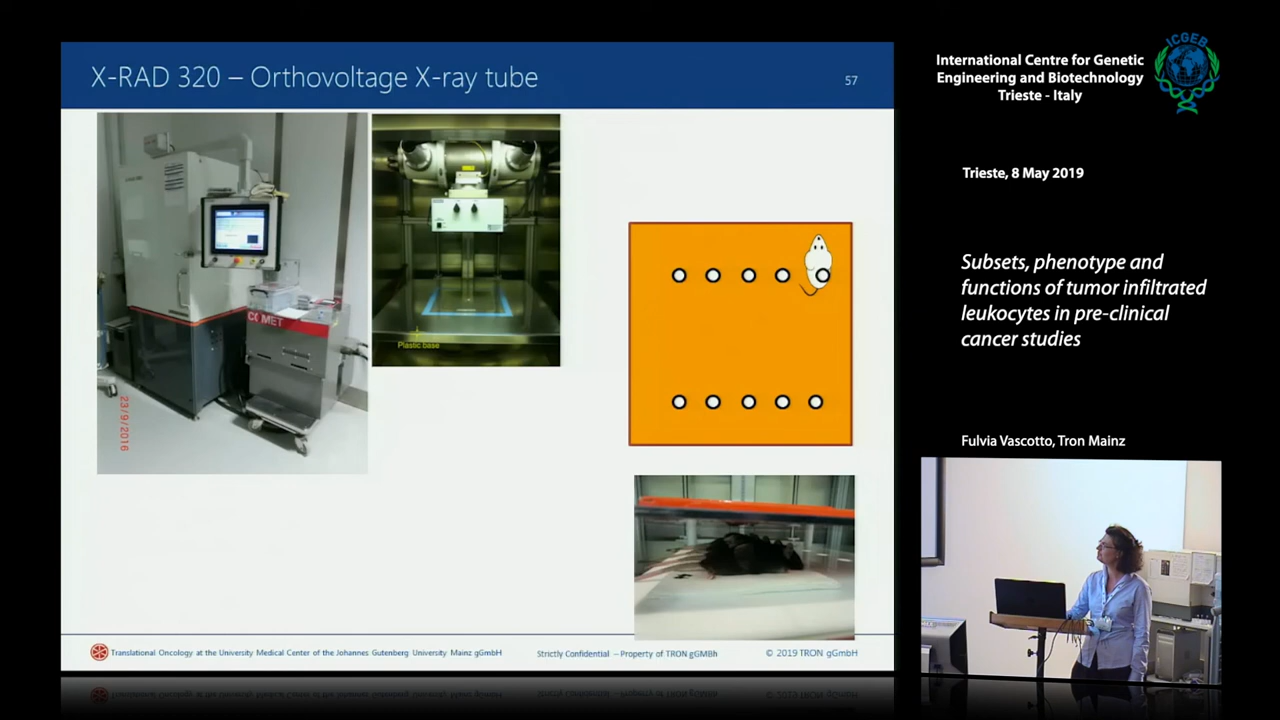 X-RAD 320 – Orthovoltage X-ray tube
57
COMET
23/9/2016
Plastic base
Translational Oncology at the University Medical Center of the Johannes Gutenberg University Mainz gGmbH
Strictly Confidential – Property of TRON gGMBh
© 2019 TRON gGmbH
International Centre for Genetic
Engineering and Biotechnology
Trieste - Italy
ICGEB
Trieste, 8 May 2019
Subsets, phenotype and
functions of tumor infiltrated
leukocytes in pre-clinical
cancer studies
Fulvia Vascotto, Tron Mainz